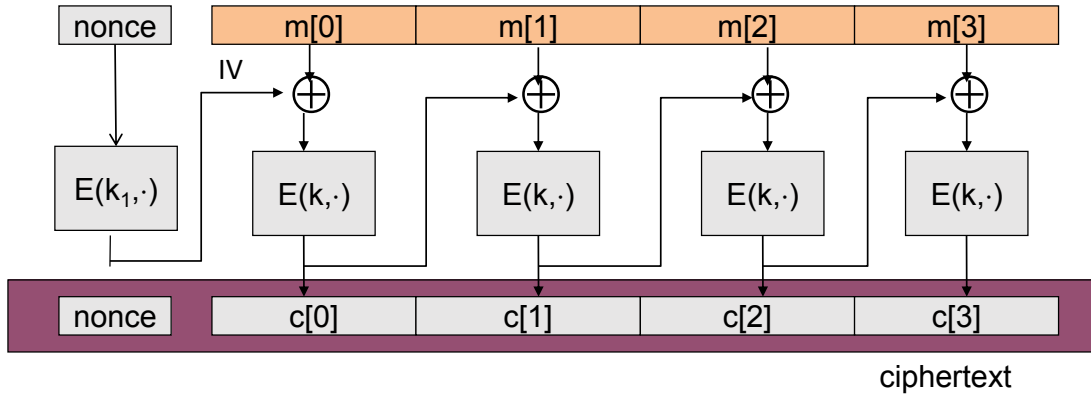 nonce m[0] m[1] m[2] m[3]
IV
E(k₁,·) E(k,·) E(k,·) E(k,·) E(k,·)
nonce c[0] c[1] c[2] c[3]
ciphertext